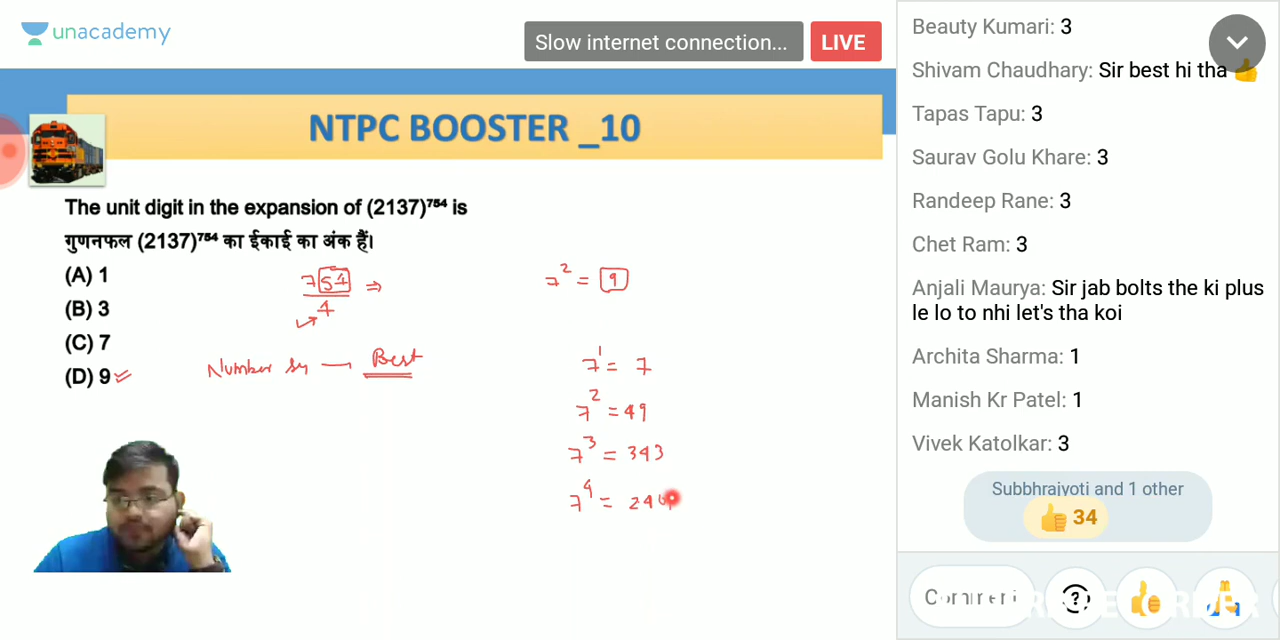 unacademy
Slow internet connection...
LIVE
NTPC BOOSTER _10
The unit digit in the expansion of (2137)⁷⁵⁴ is
गुणनफल (2137)⁷⁵⁴ का ईकाई का अंक हैं।
(A) 1
(B) 3
(C) 7
(D) 9
754 ⇒
4
7² = 9
Number sy — Best
7¹ = 7
7² = 49
7³ = 343
7⁴ = 24
Beauty Kumari: 3
Shivam Chaudhary: Sir best hi tha 👍
Tapas Tapu: 3
Saurav Golu Khare: 3
Randeep Rane: 3
Chet Ram: 3
Anjali Maurya: Sir jab bolts the ki plus
le lo to nhi let's tha koi
Archita Sharma: 1
Manish Kr Patel: 1
Vivek Katolkar: 3
Subbhrajyoti and 1 other
👍 34